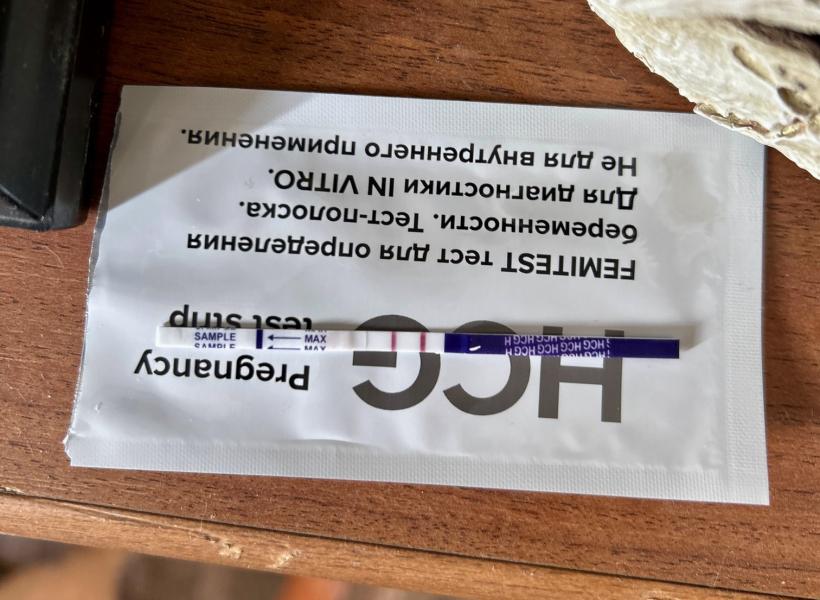 HCG
Pregnancy
test strip
FEMITEST тест для определения
беременности. Тест-полоска.
Для диагностики IN VITRO.
Не для внутреннего применения.
SAMPLE MAX
HCG HCG HCG HCG